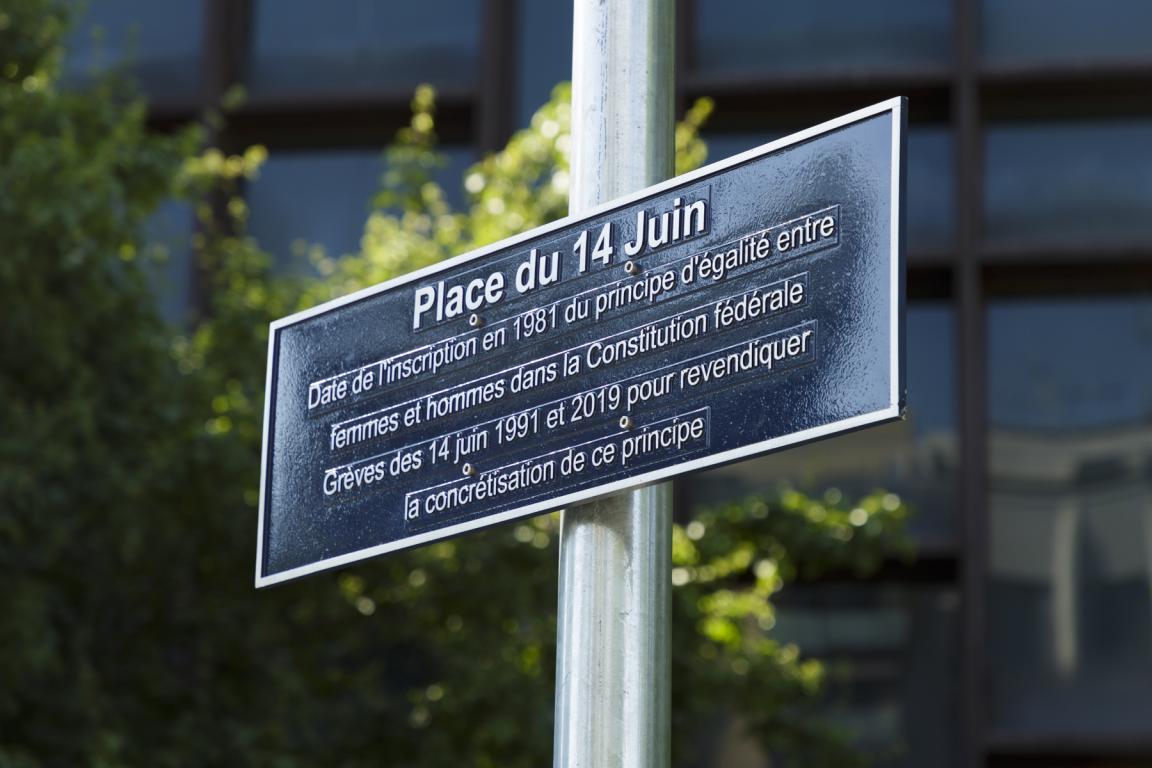 Place du 14 Juin
Date de l'inscription en 1981 du principe d'égalité entre
femmes et hommes dans la Constitution fédérale
Grèves des 14 juin 1991 et 2019 pour revendiquer
la concrétisation de ce principe